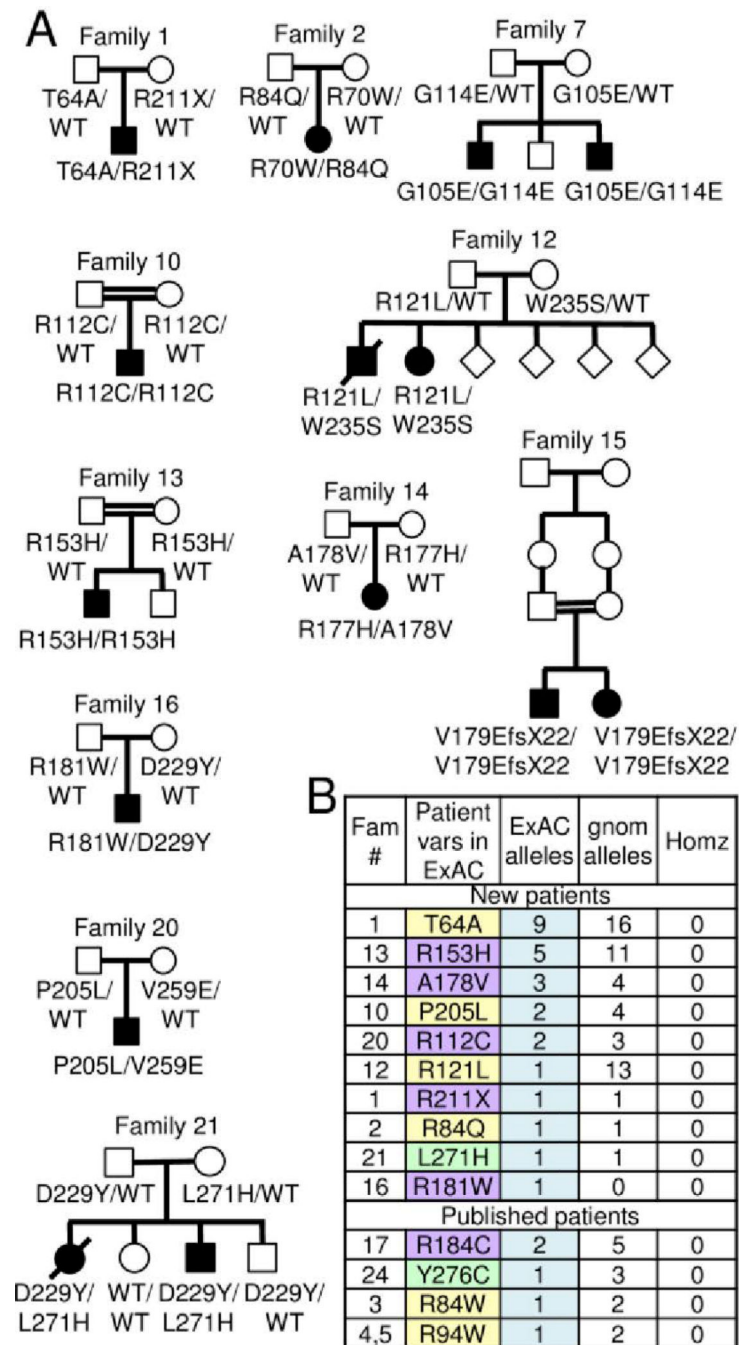 A
Family 1
T64A/ R211X/
WT WT
T64A/R211X
Family 2
R84Q/ R70W/
WT WT
R70W/R84Q
Family 7
G114E/WT G105E/WT
G105E/G114E G105E/G114E
Family 10
R112C/ R112C/
WT WT
R112C/R112C
Family 12
R121L/WT W235S/WT
R121L/ R121L/
W235S W235S
Family 13
R153H/ R153H/
WT WT
R153H/R153H
Family 14
A178V/ R177H/
WT WT
R177H/A178V
Family 15
V179EfsX22/ V179EfsX22/
V179EfsX22 V179EfsX22
Family 16
R181W/ D229Y/
WT WT
R181W/D229Y
Family 20
P205L/ V259E/
WT WT
P205L/V259E
Family 21
D229Y/WT L271H/WT
D229Y/ WT/ D229Y/ D229Y/
L271H WT L271H WT
B
Fam # Patient vars in ExAC ExAC alleles gnom alleles Homz
New patients
1 T64A 9 16 0
13 R153H 5 11 0
14 A178V 3 4 0
10 P205L 2 4 0
20 R112C 2 3 0
12 R121L 1 13 0
1 R211X 1 1 0
2 R84Q 1 1 0
21 L271H 1 1 0
16 R181W 1 0 0
Published patients
17 R184C 2 5 0
24 Y276C 1 3 0
3 R84W 1 2 0
4,5 R94W 1 2 0